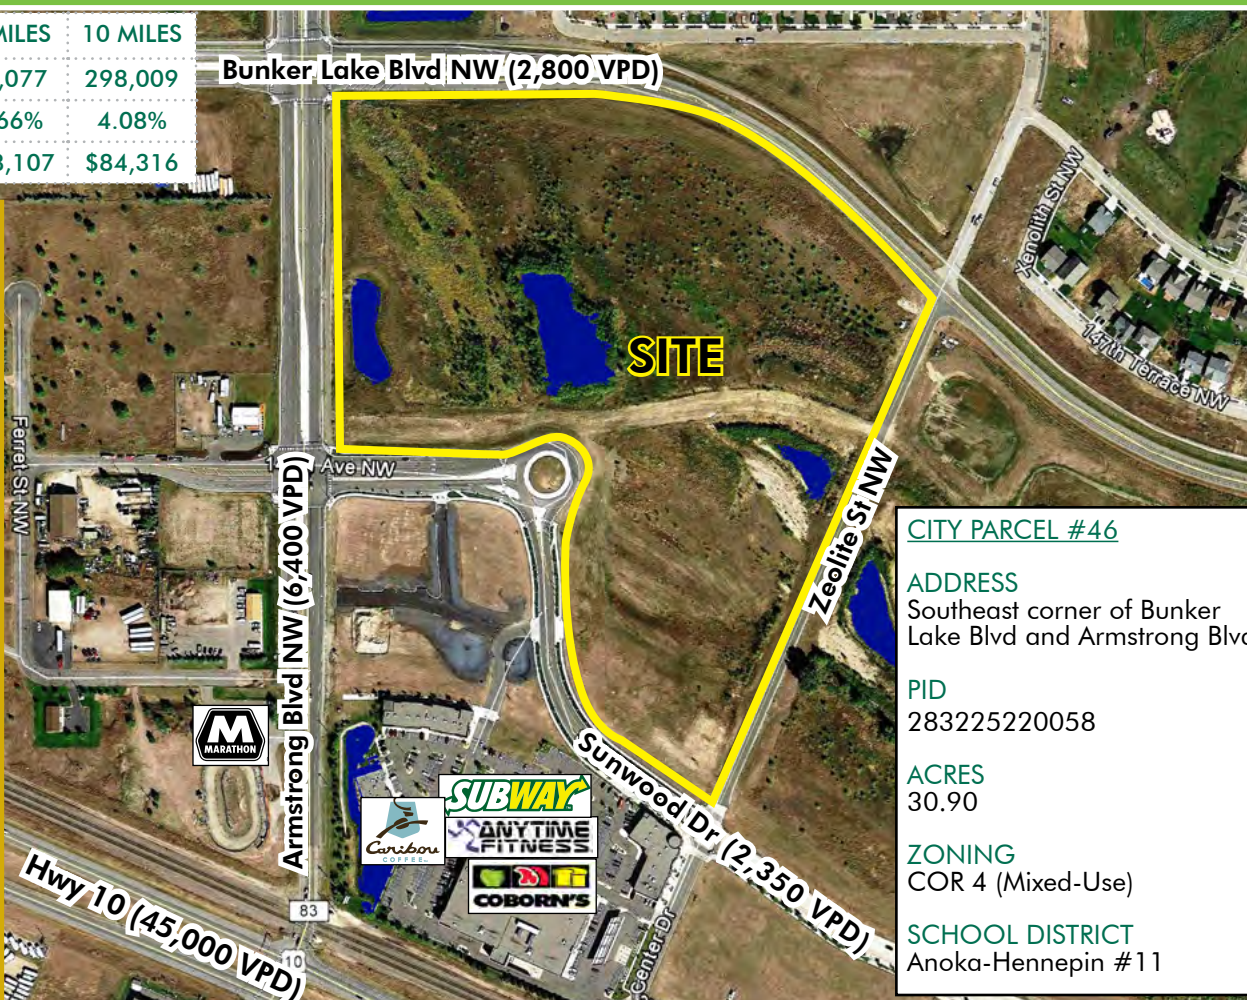 MILES 10 MILES
,077 298,009
66% 4.08%
,107 $84,316
Bunker Lake Blvd NW (2,800 VPD)
Xenolith St NW
147th Terrace NW
SITE
Ferret St NW
Ave NW
Armstrong Blvd NW (6,400 VPD)
Zeolite St NW
M
MARATHON
SUBWAY
Caribou
COFFEE
ANYTIME
FITNESS
COBORN'S
Sunwood Dr (2,350 VPD)
Hwy 10 (45,000 VPD)
83
10
Center Dr
CITY PARCEL #46
ADDRESS
Southeast corner of Bunker
Lake Blvd and Armstrong Blvd
PID
283225220058
ACRES
30.90
ZONING
COR 4 (Mixed-Use)
SCHOOL DISTRICT
Anoka-Hennepin #11